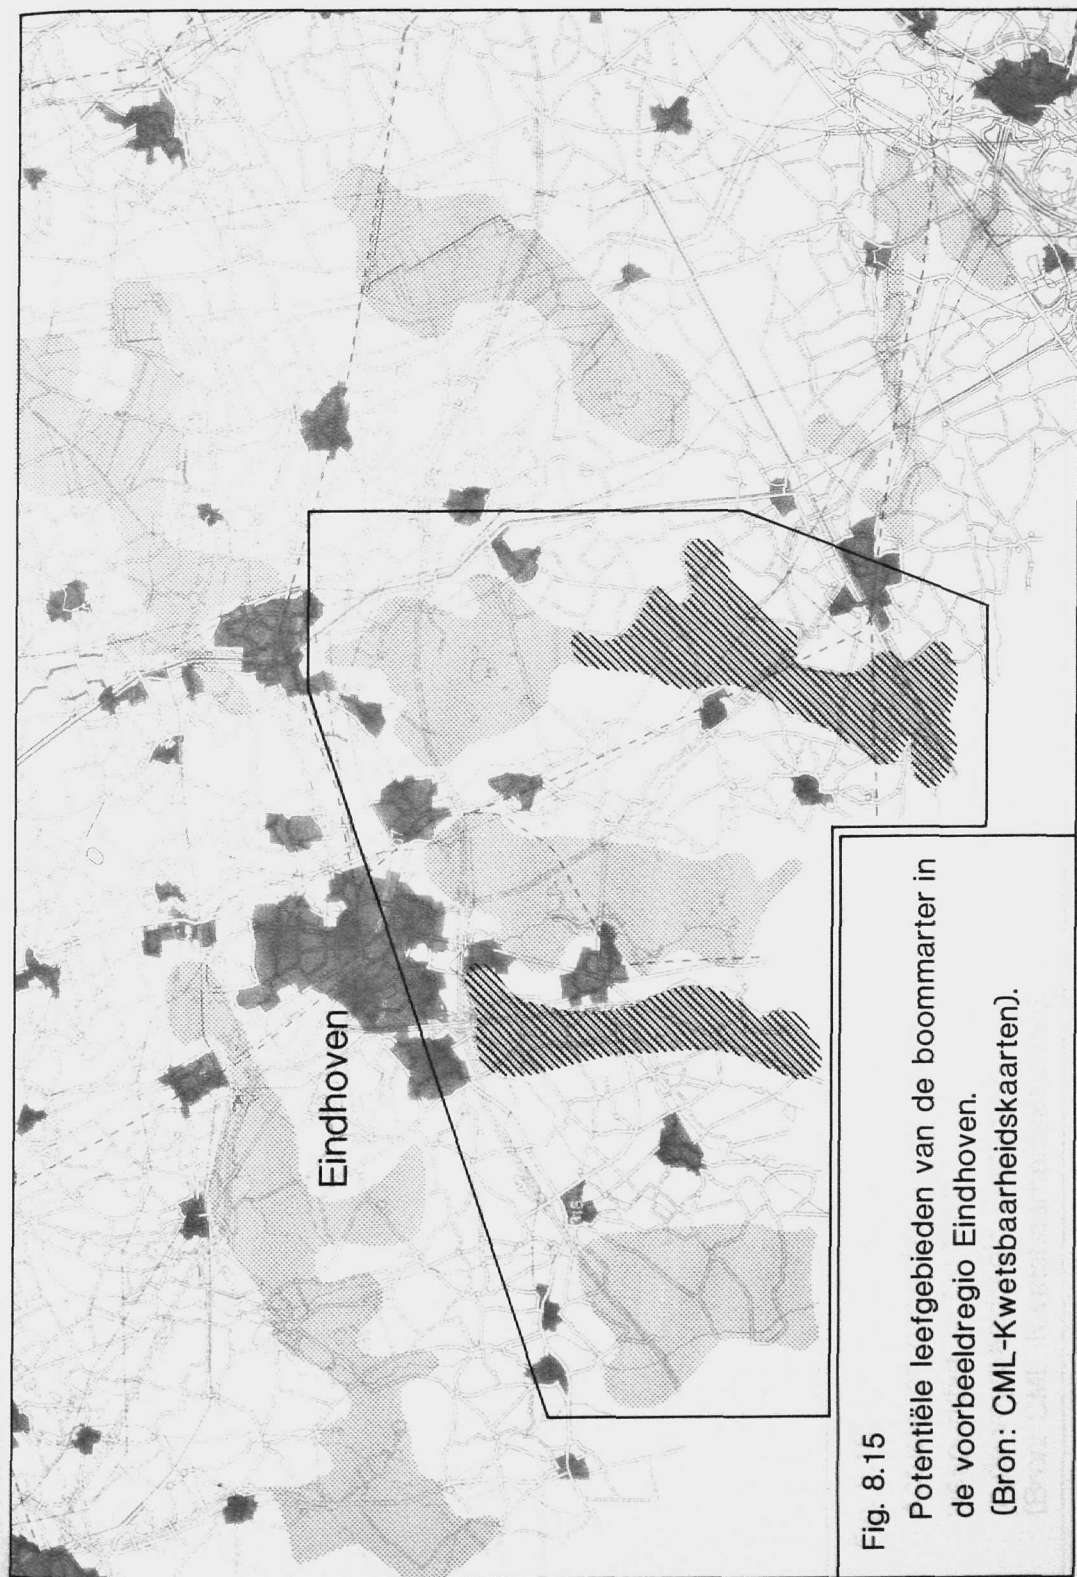 Eindhoven
Fig. 8.15
Potentiële leefgebieden van de boommarter in
de voorbeeldregio Eindhoven.
(Bron: CML-Kwetsbaarheidskaarten).